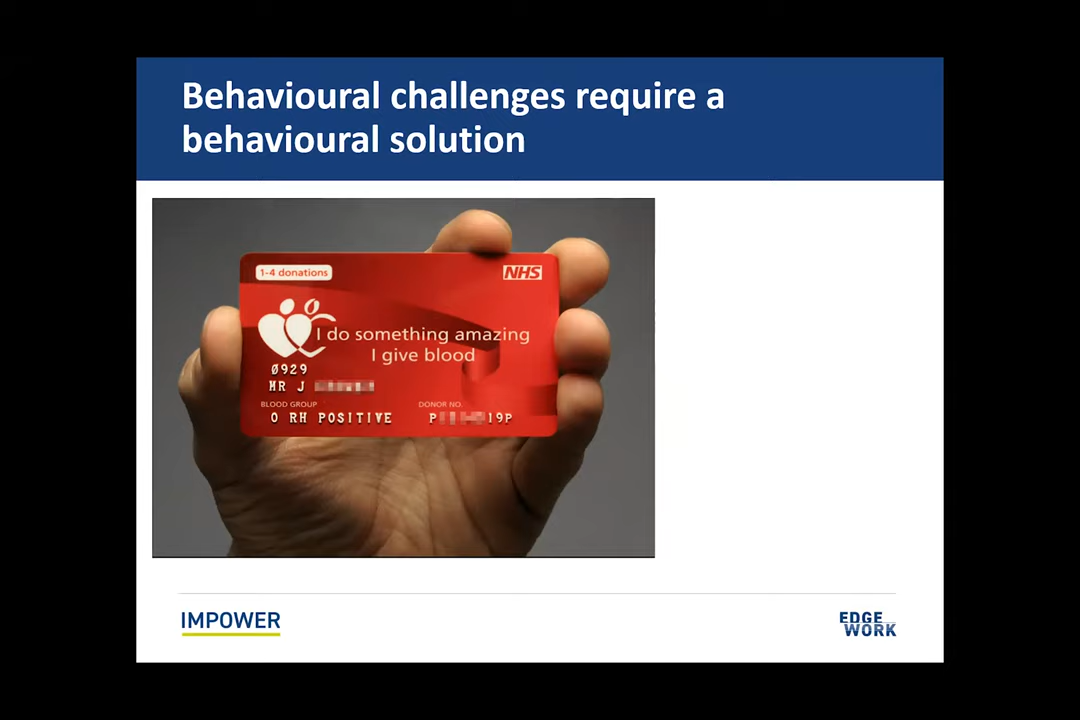 Behavioural challenges require a
behavioural solution
1-4 donations
NHS
I do something amazing
I give blood
0929
MR J
BLOOD GROUP
DONOR NO.
O RH POSITIVE
P 19P
IMPOWER
EDGE
WORK